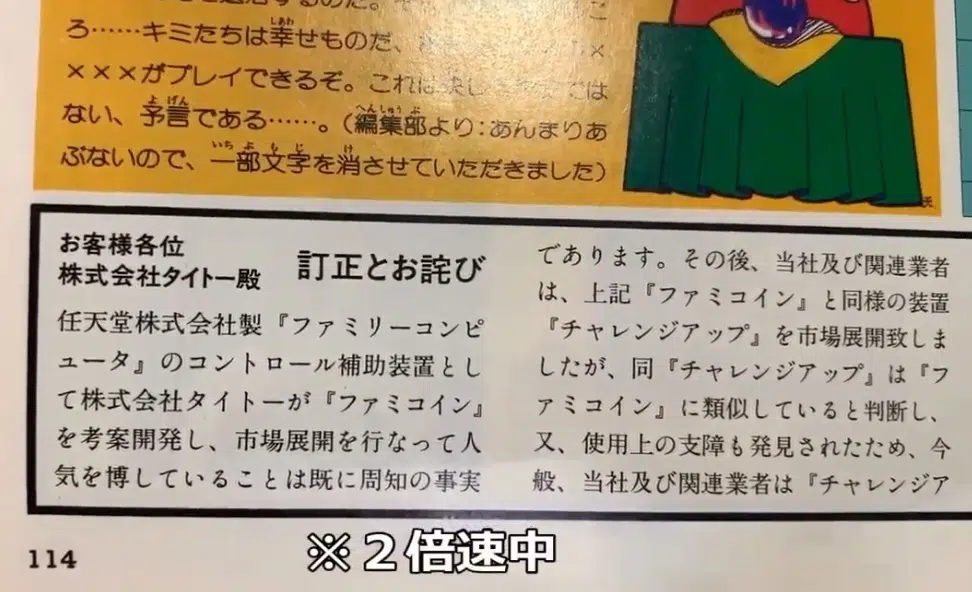 ろ……キミたちは幸せものだ、
×××がプレイできるぞ。これは
ない、予言である……。（編集部より：あんまりあ
ぶないので、一部文字を消させていただきました）
お客様各位
株式会社タイトー殿
訂正とお詫び
任天堂株式会社製『ファミリーコンピ
ュータ』のコントロール補助装置とし
て株式会社タイトーが『ファミコイン』
を考案開発し、市場展開を行なって人
気を博していることは既に周知の事実
であります。その後、当社及び関連業者
は、上記『ファミコイン』と同様の装置
『チャレンジアップ』を市場展開致しま
したが、同『チャレンジアップ』は『フ
ァミコイン』に類似していると判断し、
又、使用上の支障も発見されたため、今
般、当社及び関連業者は『チャレンジア
114
※２倍速中